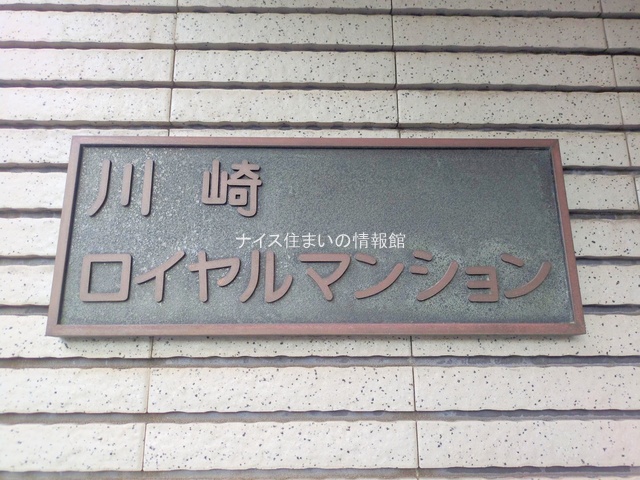 川崎
ナイス住まいの情報館
ロイヤルマンション